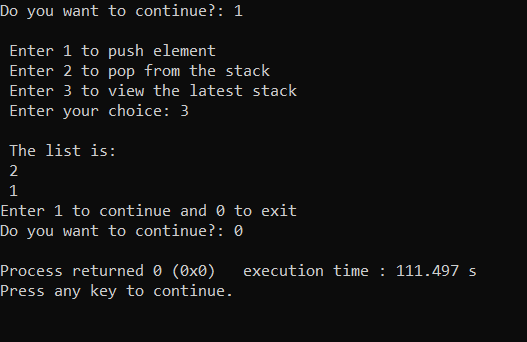 Do you want to continue?: 1
Enter 1 to push element
Enter 2 to pop from the stack
Enter 3 to view the latest stack
Enter your choice: 3
The list is:
2
1
Enter 1 to continue and 0 to exit
Do you want to continue?: 0
Process returned 0 (0x0)   execution time : 111.497 s
Press any key to continue.